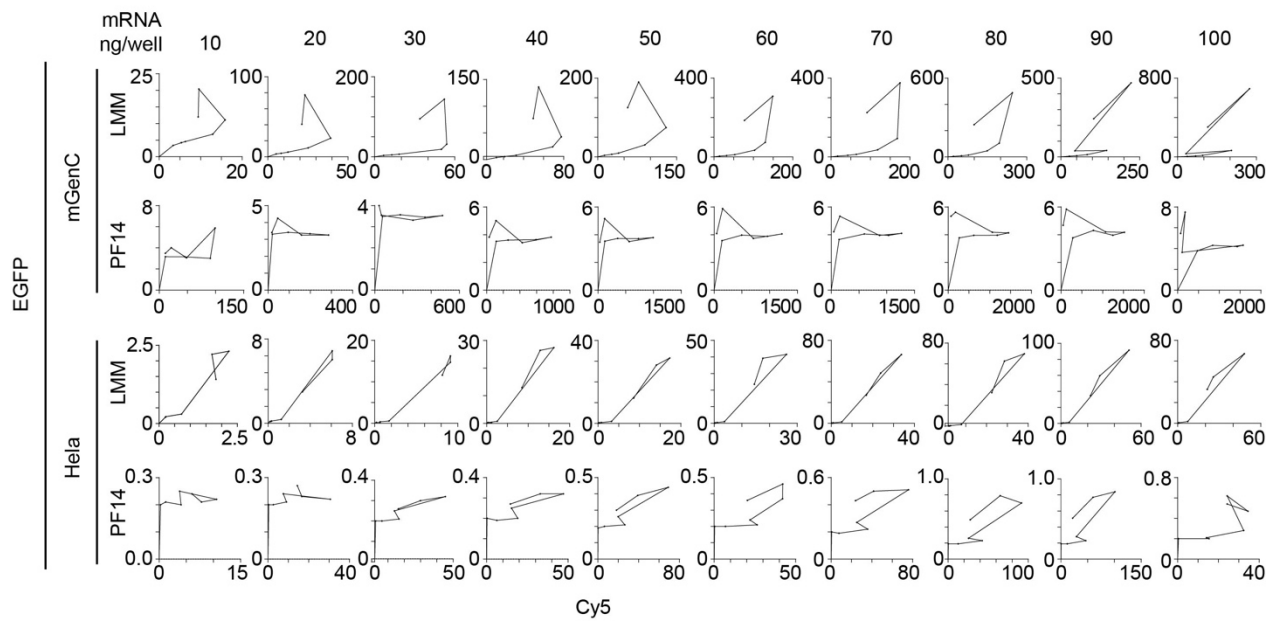 mRNA
ng/well 10 20 30 40 50 60 70 80 90 100
EGFP
mGenC
LMM
25 100 200 150 200 400 400 600 500 800
0 0 0 0 0 0 0 0 0 0
0 20 0 50 0 60 0 80 0 150 0 200 0 200 0 300 0 250 0 300
PF14
8 5 4 6 6 6 6 6 6 8
0 0 0 0 0 0 0 0 0 0
0 150 0 400 0 600 0 1000 0 1500 0 1500 0 1500 0 2000 0 2000 0 2000
Hela
LMM
2.5 8 20 30 50 50 80 80 100 80
0 0 0 0 0 0 0 0 0 0
0 2.5 0 8 0 10 0 20 0 20 0 30 0 40 0 40 0 60 0 60
PF14
0.3 0.3 0.4 0.4 0.5 0.5 0.6 1.0 1.0 0.8
0.0 0.0 0.0 0.0 0.0 0.0 0.0 0.0 0.0 0.0
0 15 0 40 0 50 0 50 0 80 0 50 0 80 0 100 0 150 0 40
Cy5